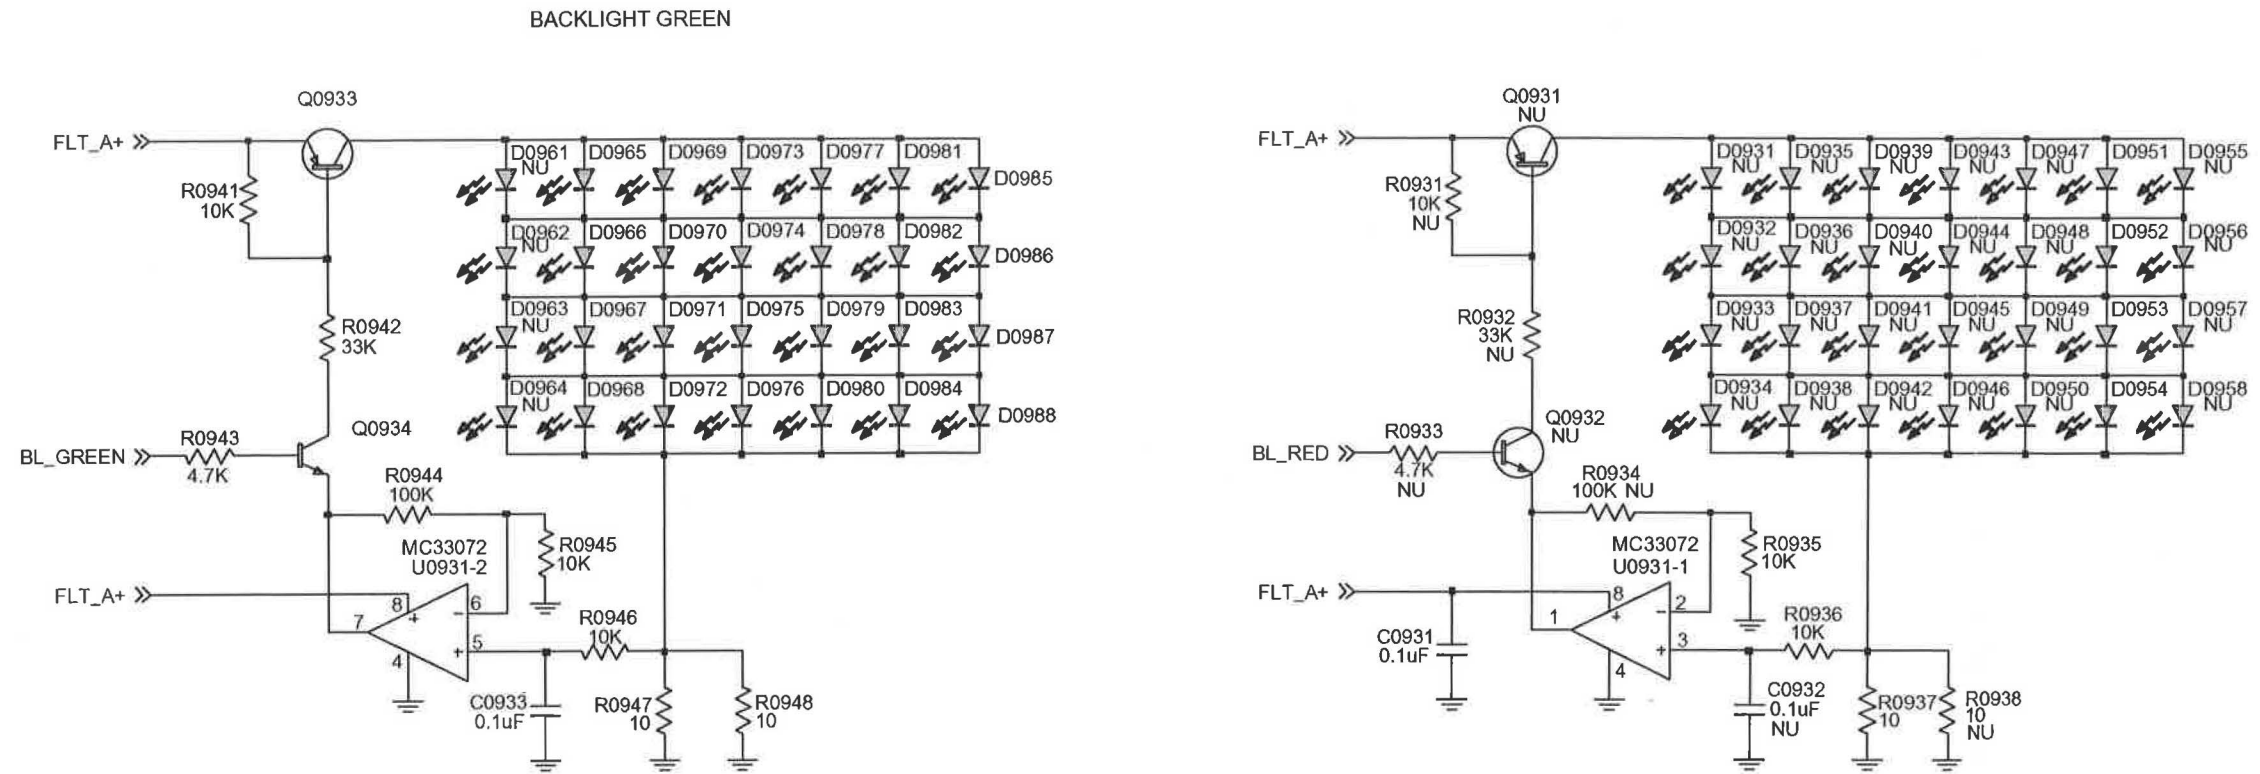 BACKLIGHT GREEN
Q0933
FLT_A+
R0941
10K
R0942
33K
BL_GREEN
R0943
4.7K
Q0934
R0944
100K
MC33072
U0931-2
R0945
10K
FLT_A+
8
6
7
5
4
+
−
+
R0946
10K
C0933
0.1uF
R0947
10
R0948
10
D0961
NU
D0965
D0969
D0973
D0977
D0981
D0985
D0962
NU
D0966
D0970
D0974
D0978
D0982
D0986
D0963
NU
D0967
D0971
D0975
D0979
D0983
D0987
D0964
NU
D0968
D0972
D0976
D0980
D0984
D0988
Q0931
NU
FLT_A+
R0931
10K
NU
R0932
33K
NU
BL_RED
R0933
4.7K
NU
Q0932
NU
R0934
100K NU
MC33072
U0931-1
R0935
10K
FLT_A+
8
2
1
3
4
+
−
+
C0931
0.1uF
R0936
10K
C0932
0.1uF
NU
R0937
10
R0938
10
NU
D0931
NU
D0935
NU
D0939
NU
D0943
NU
D0947
NU
D0951
NU
D0955
NU
D0932
NU
D0936
NU
D0940
NU
D0944
NU
D0948
NU
D0952
NU
D0956
NU
D0933
NU
D0937
NU
D0941
NU
D0945
NU
D0949
NU
D0953
NU
D0957
NU
D0934
NU
D0938
NU
D0942
NU
D0946
NU
D0950
NU
D0954
NU
D0958
NU